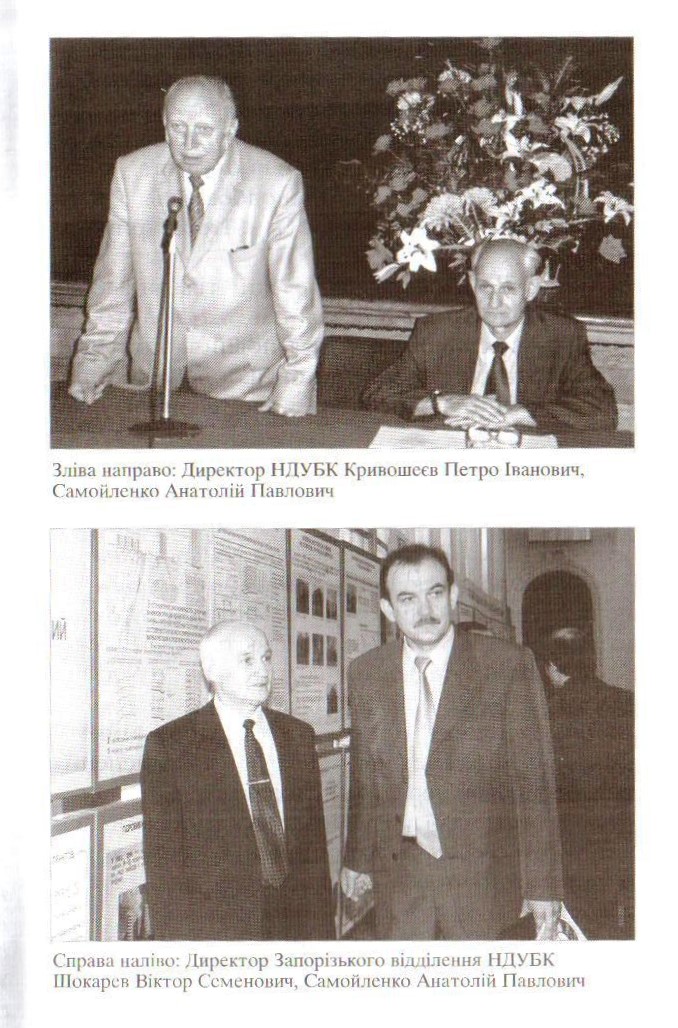 Зліва направо: Директор НДУБК Кривошеєв Петро Іванович,
Самойленко Анатолій Павлович
Справа наліво: Директор Запорізького відділення НДУБК
Шокарев Віктор Семенович, Самойленко Анатолій Павлович